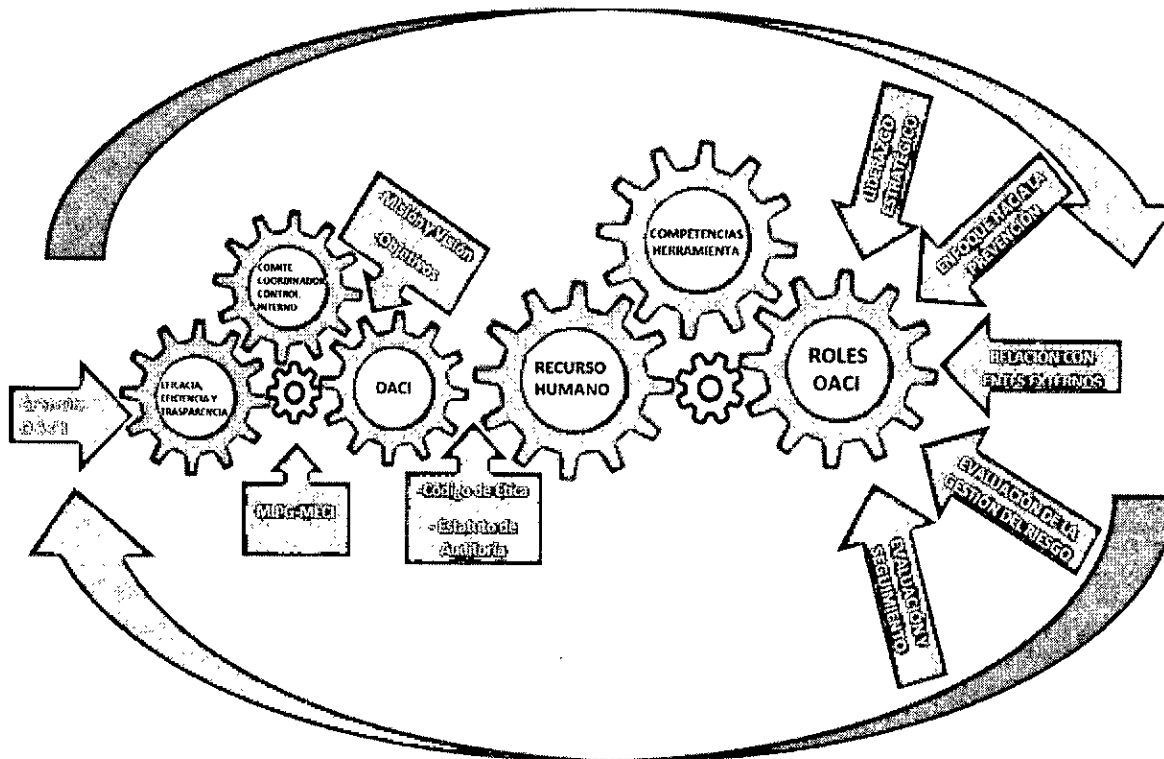 COMITE
COORDINADOR
CONTROL
INTERNO
-Misión y Visión
-Objetivos
EFICACIA,
EFICIENCIA Y
TRASPARENCIA
OACI
MIPG-MECI
-Código de Ética
- Estatuto de
Auditoría
RECURSO
HUMANO
COMPETENCIAS
HERRAMIENTA
ROLES
OACI
LIDERAZGO
ESTRATÉGICO
ENFOQUE HACIA LA
PREVENCIÓN
RELACIÓN CON
ENTES EXTERNOS
EVALUACIÓN DE LA
GESTIÓN DEL RIESGO
EVALUACIÓN Y
SEGUIMIENTO